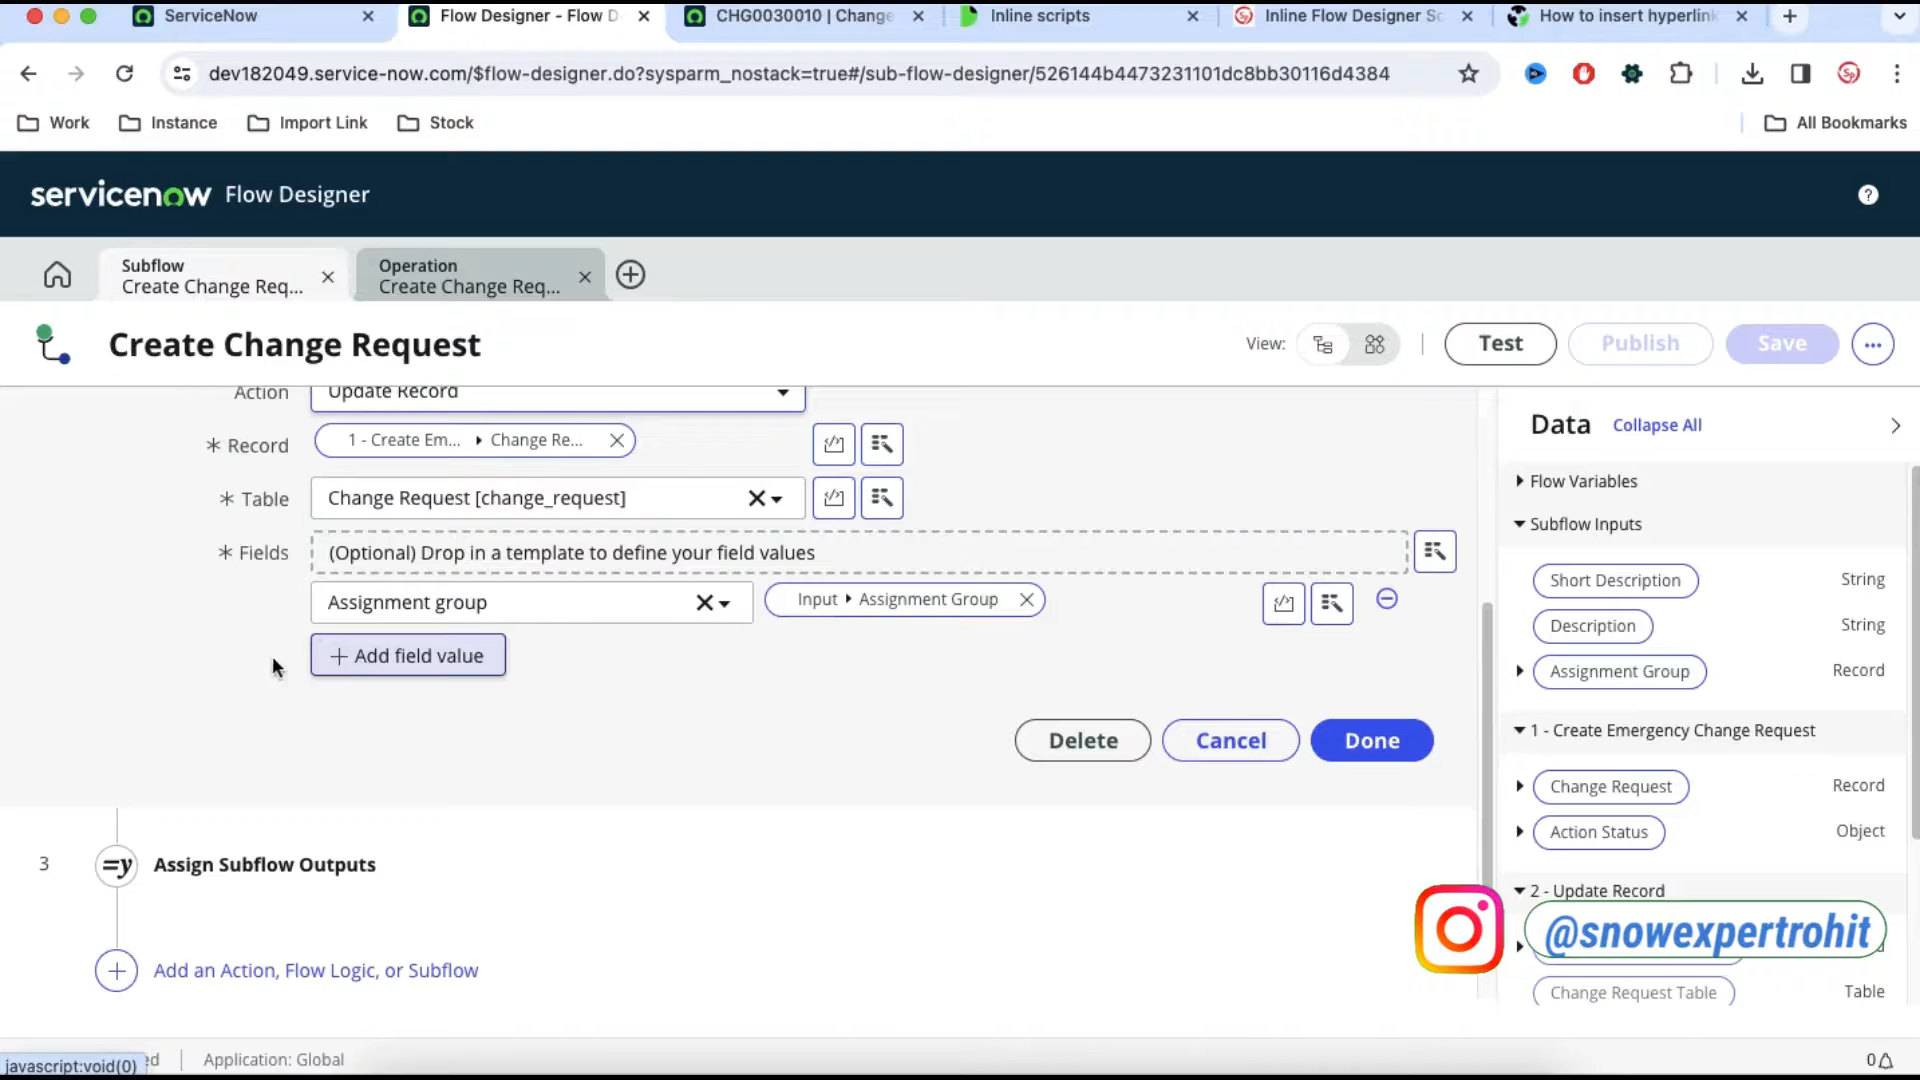 ServiceNow
Flow Designer - Flow D
CHG0030010 | Change
Inline scripts
Inline Flow Designer Sc
How to insert hyperlink
dev182049.service-now.com/$flow-designer.do?sysparm_nostack=true#/sub-flow-designer/526144b4473231101dc8bb30116d4384
Work
Instance
Import Link
Stock
All Bookmarks
servicenow Flow Designer
Subflow
Create Change Req...
Operation
Create Change Req...
Create Change Request
View:
Test
Publish
Save
Action
Update Record
* Record
1 - Create Em... ▸ Change Re...
* Table
Change Request [change_request]
* Fields
(Optional) Drop in a template to define your field values
Assignment group
Input ▸ Assignment Group
+ Add field value
Delete
Cancel
Done
3
=y
Assign Subflow Outputs
Add an Action, Flow Logic, or Subflow
Data
Collapse All
Flow Variables
Subflow Inputs
Short Description
String
Description
String
Assignment Group
Record
1 - Create Emergency Change Request
Change Request
Record
Action Status
Object
2 - Update Record
@snowexpertrohit
Change Request Table
Table
javascript:void(0)
ed
Application: Global
0